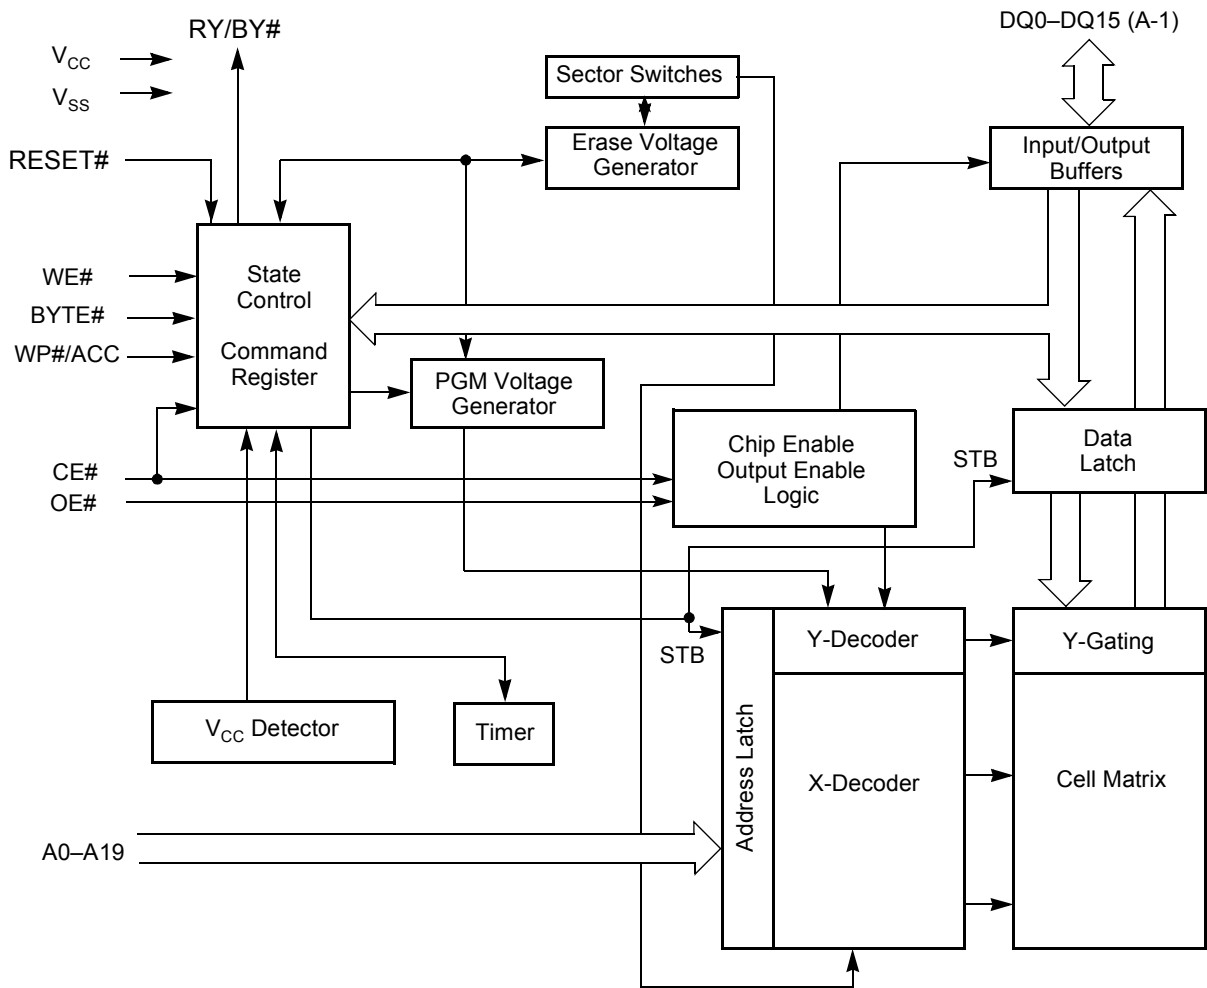 RY/BY#
DQ0–DQ15 (A-1)
VCC
VSS
Sector Switches
RESET#
Erase Voltage
Generator
Input/Output
Buffers
WE#
BYTE#
WP#/ACC
State
Control
Command
Register
PGM Voltage
Generator
CE#
OE#
Chip Enable
Output Enable
Logic
STB
Data
Latch
STB
Y-Decoder
Y-Gating
VCC Detector
Timer
Address Latch
X-Decoder
Cell Matrix
A0–A19